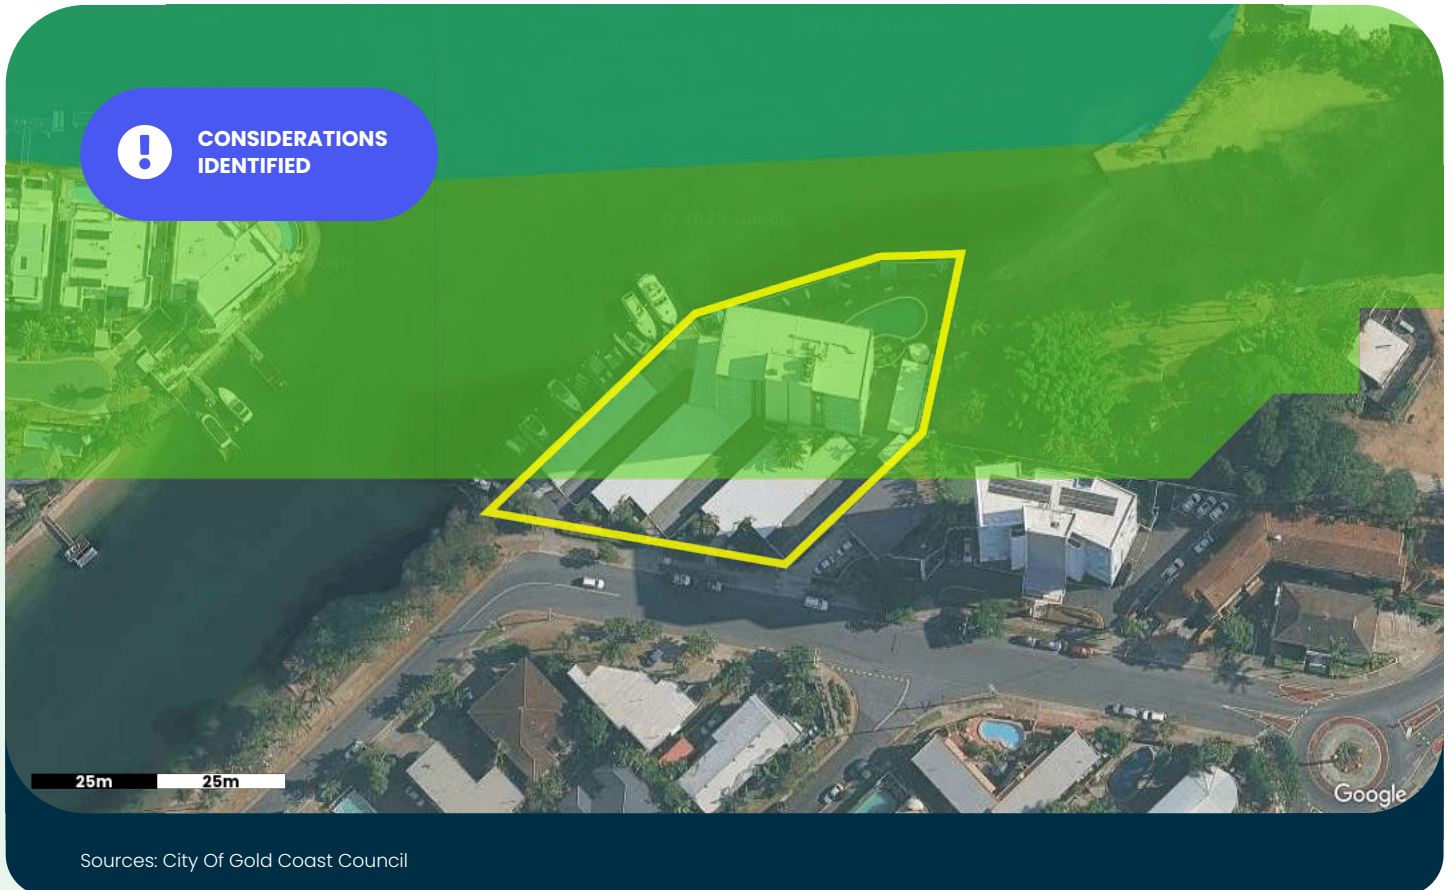 CONSIDERATIONS
IDENTIFIED
25m 25m
Google
Sources: City Of Gold Coast Council